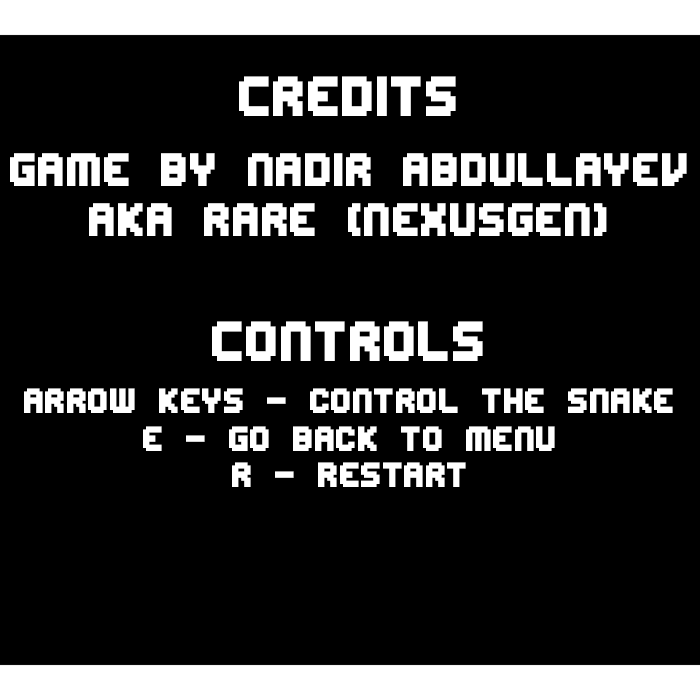 CREDITS
GAME BY NADIR ABDULLAYEV
AKA RARE (NEXUSGEN)
CONTROLS
ARROW KEYS - CONTROL THE SNAKE
E - GO BACK TO MENU
R - RESTART